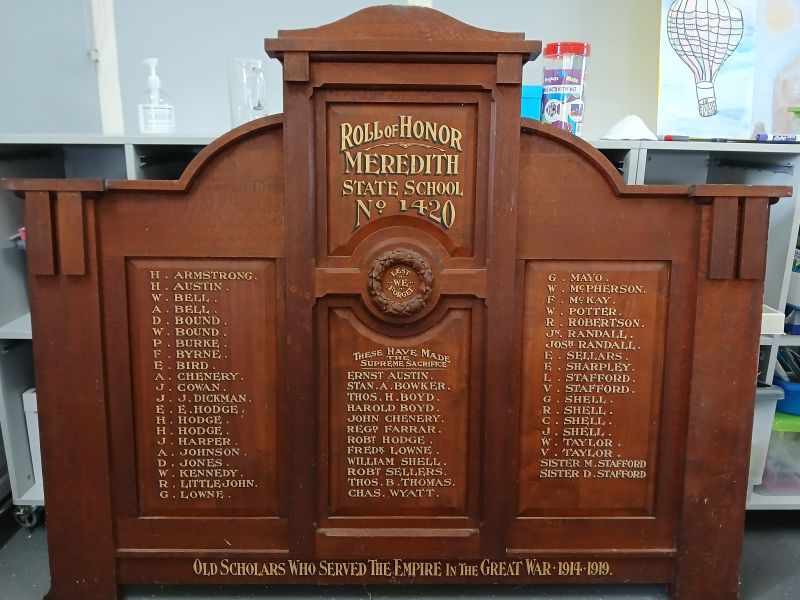 ROLL OF HONOR
MEREDITH
STATE SCHOOL
No 1420
LEST
WE
FORGET
H. ARMSTRONG.
H. AUSTIN.
W. BELL.
A. BELL.
D. BOUND.
W. BOUND.
P. BURKE.
F. BYRNE.
E. BIRD.
A. CHENERY.
J. COWAN.
J. J. DICKMAN.
E. E. HODGE.
H. HODGE.
H. HODGE.
J. HARPER.
A. JOHNSON.
D. JONES.
W. KENNEDY.
R. LITTLEJOHN.
G. LOWNE.
THESE HAVE MADE
THE
SUPREME SACRIFICE
ERNST AUSTIN.
STAN. A. BOWKER.
THOS. H. BOYD.
HAROLD BOYD.
JOHN CHENERY.
REGD FARRAR.
ROBT HODGE.
FREDK LOWNE.
WILLIAM SHELL.
ROBT SELLERS.
THOS. B. THOMAS.
CHAS. WYATT.
G. MAYO.
W. McPHERSON.
F. McKAY.
W. POTTER.
R. ROBERTSON.
JNO RANDALL.
JOSH RANDALL.
E. SELLARS.
E. SHARPLEY.
L. STAFFORD.
V. STAFFORD.
G. SHELL.
R. SHELL.
C. SHELL.
J. SHELL.
W. TAYLOR.
V. TAYLOR.
SISTER M. STAFFORD
SISTER D. STAFFORD
OLD SCHOLARS WHO SERVED THE EMPIRE IN THE GREAT WAR · 1914 · 1919.